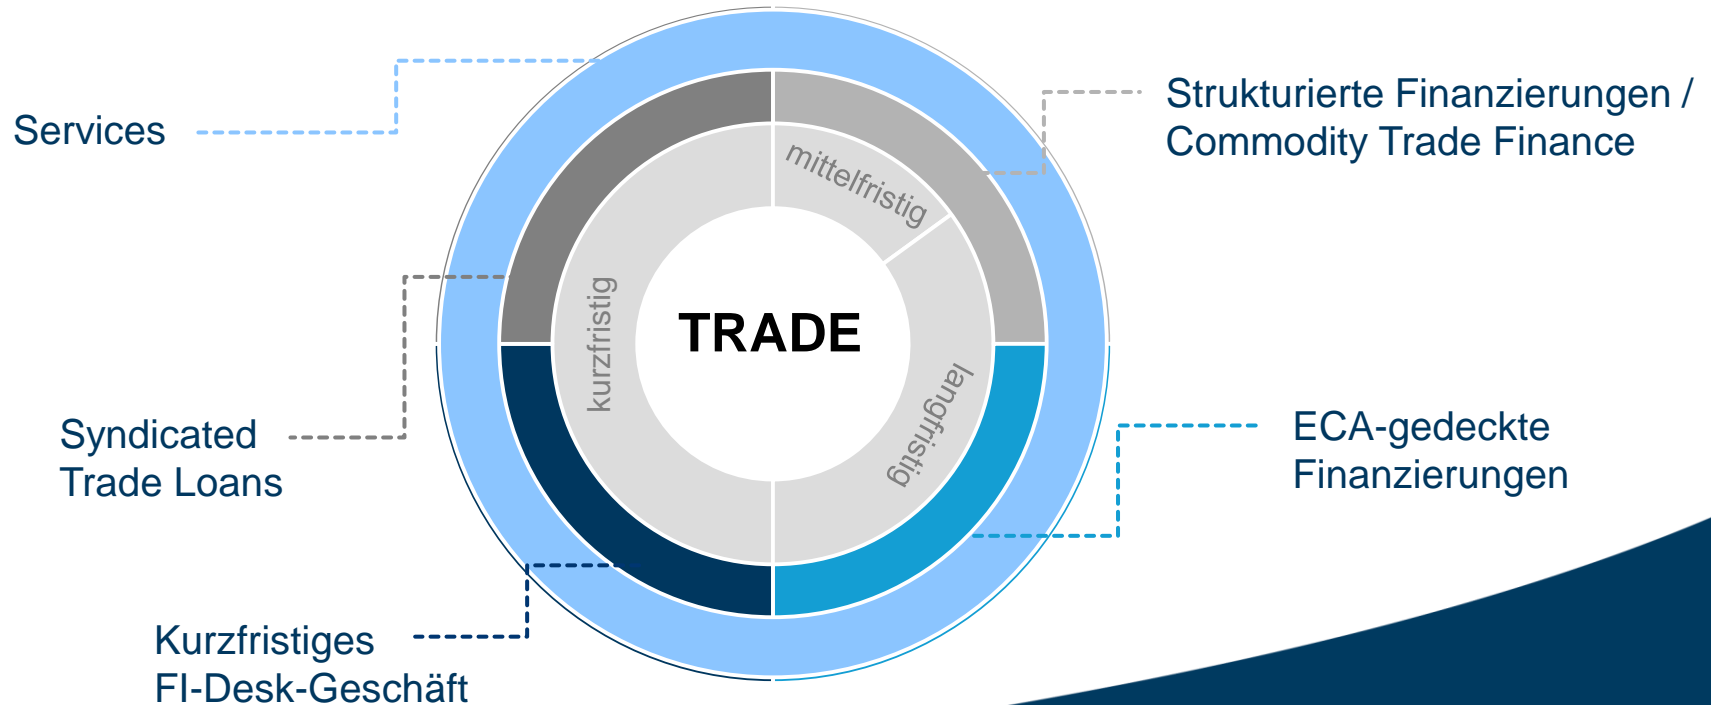 Services
Strukturierte Finanzierungen /
Commodity Trade Finance
mittelfristig
kurzfristig
TRADE
langfristig
Syndicated
Trade Loans
ECA-gedeckte
Finanzierungen
Kurzfristiges
FI-Desk-Geschäft